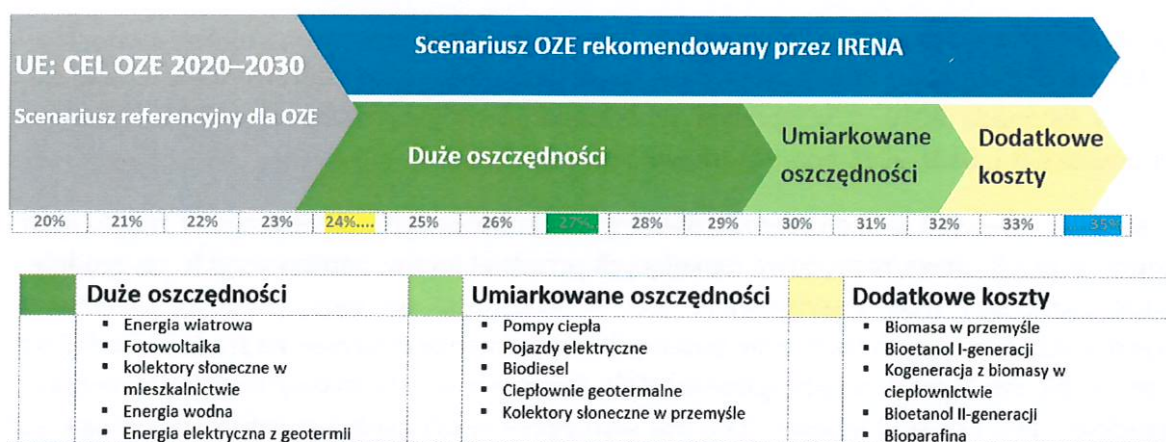 Scenariusz OZE rekomendowany przez IRENA
UE: CEL OZE 2020–2030
Scenariusz referencyjny dla OZE
Duże oszczędności
Umiarkowane
oszczędności
Dodatkowe
koszty
20% 21% 22% 23% 24%.... 25% 26% 27% 28% 29% 30% 31% 32% 33% 35%
Duże oszczędności
▪ Energia wiatrowa
▪ Fotowoltaika
▪ kolektory słoneczne w
mieszkalnictwie
▪ Energia wodna
▪ Energia elektryczna z geotermii
Umiarkowane oszczędności
▪ Pompy ciepła
▪ Pojazdy elektryczne
▪ Biodiesel
▪ Ciepłownie geotermalne
▪ Kolektory słoneczne w przemyśle
Dodatkowe koszty
▪ Biomasa w przemyśle
▪ Bioetanol I-generacji
▪ Kogeneracja z biomasy w
ciepłownictwie
▪ Bioetanol II-generacji
▪ Bioparafina